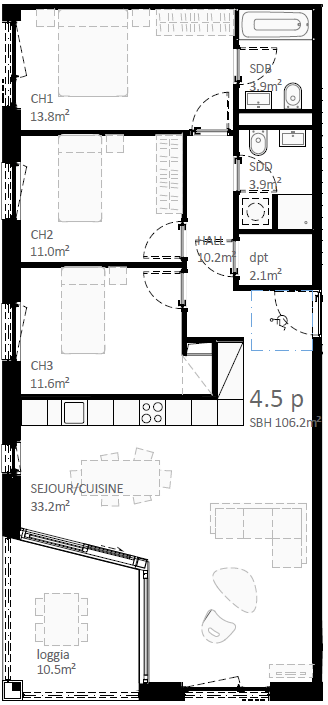 SDB
3.9m²
CH1
13.8m²
SDD
3.9m²
CH2
11.0m²
HALL
10.2m²
dpt
2.1m²
CH3
11.6m²
4.5 p
SBH 106.2m²
SEJOUR/CUISINE
33.2m²
loggia
10.5m²